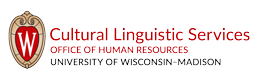 W
Cultural Linguistic Services
OFFICE OF HUMAN RESOURCES
UNIVERSITY OF WISCONSIN–MADISON